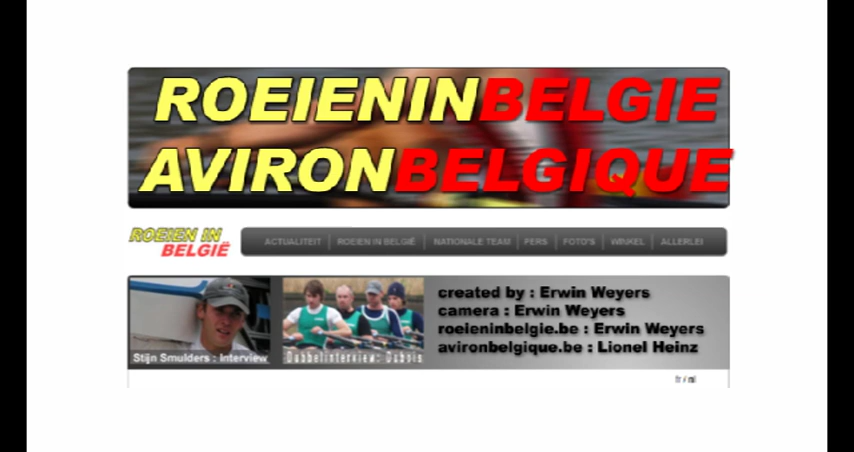 ROEIENINBELGIE
AVIRONBELGIQUE
ROEIEN IN
BELGIË
ACTUALITEIT
ROEIEN IN BELGIË
NATIONALE TEAM
PERS
FOTO'S
WINKEL
ALLERLEI
Stijn Smulders : Interview
Dubbelinterview: Dubois
created by : Erwin Weyers
camera : Erwin Weyers
roeieninbelgie.be : Erwin Weyers
avironbelgique.be : Lionel Heinz
fr / nl